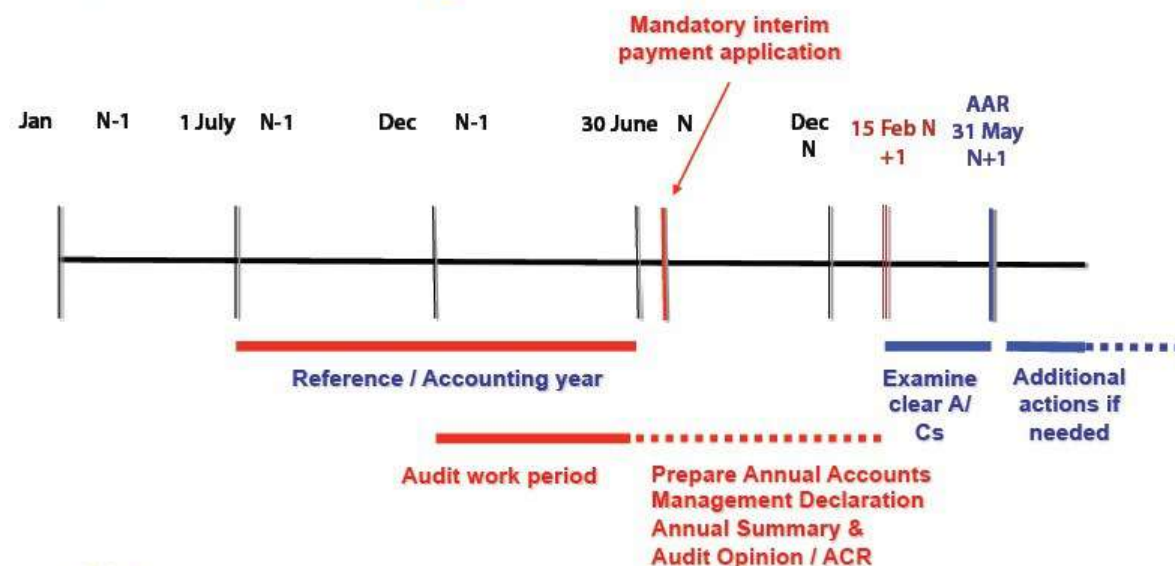 Mandatory interim
payment application
Jan N-1 1 July N-1 Dec N-1 30 June N
Dec
N
15 Feb N
+1
AAR
31 May
N+1
Reference / Accounting year
Examine
clear A/
Cs
Additional
actions if
needed
Audit work period
Prepare Annual Accounts
Management Declaration
Annual Summary &
Audit Opinion / ACR